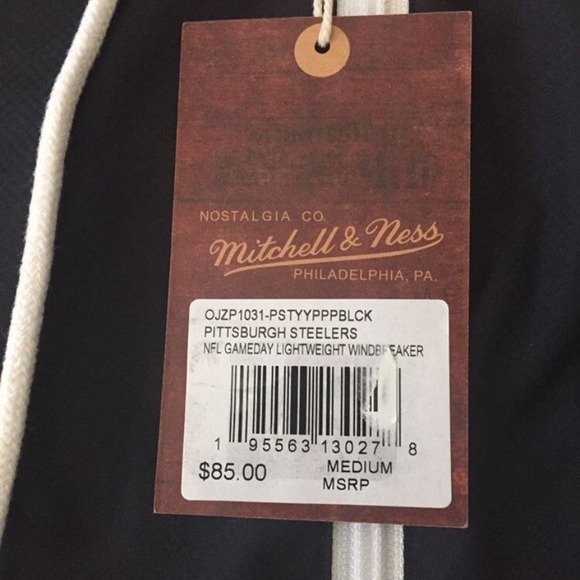 NOSTALGIA CO.
Mitchell & Ness
PHILADELPHIA, PA.
OJZP1031-PSTYYPPPBLCK
PITTSBURGH STEELERS
NFL GAMEDAY LIGHTWEIGHT WINDBREAKER
1 95563 13027 8
$85.00
MEDIUM
MSRP